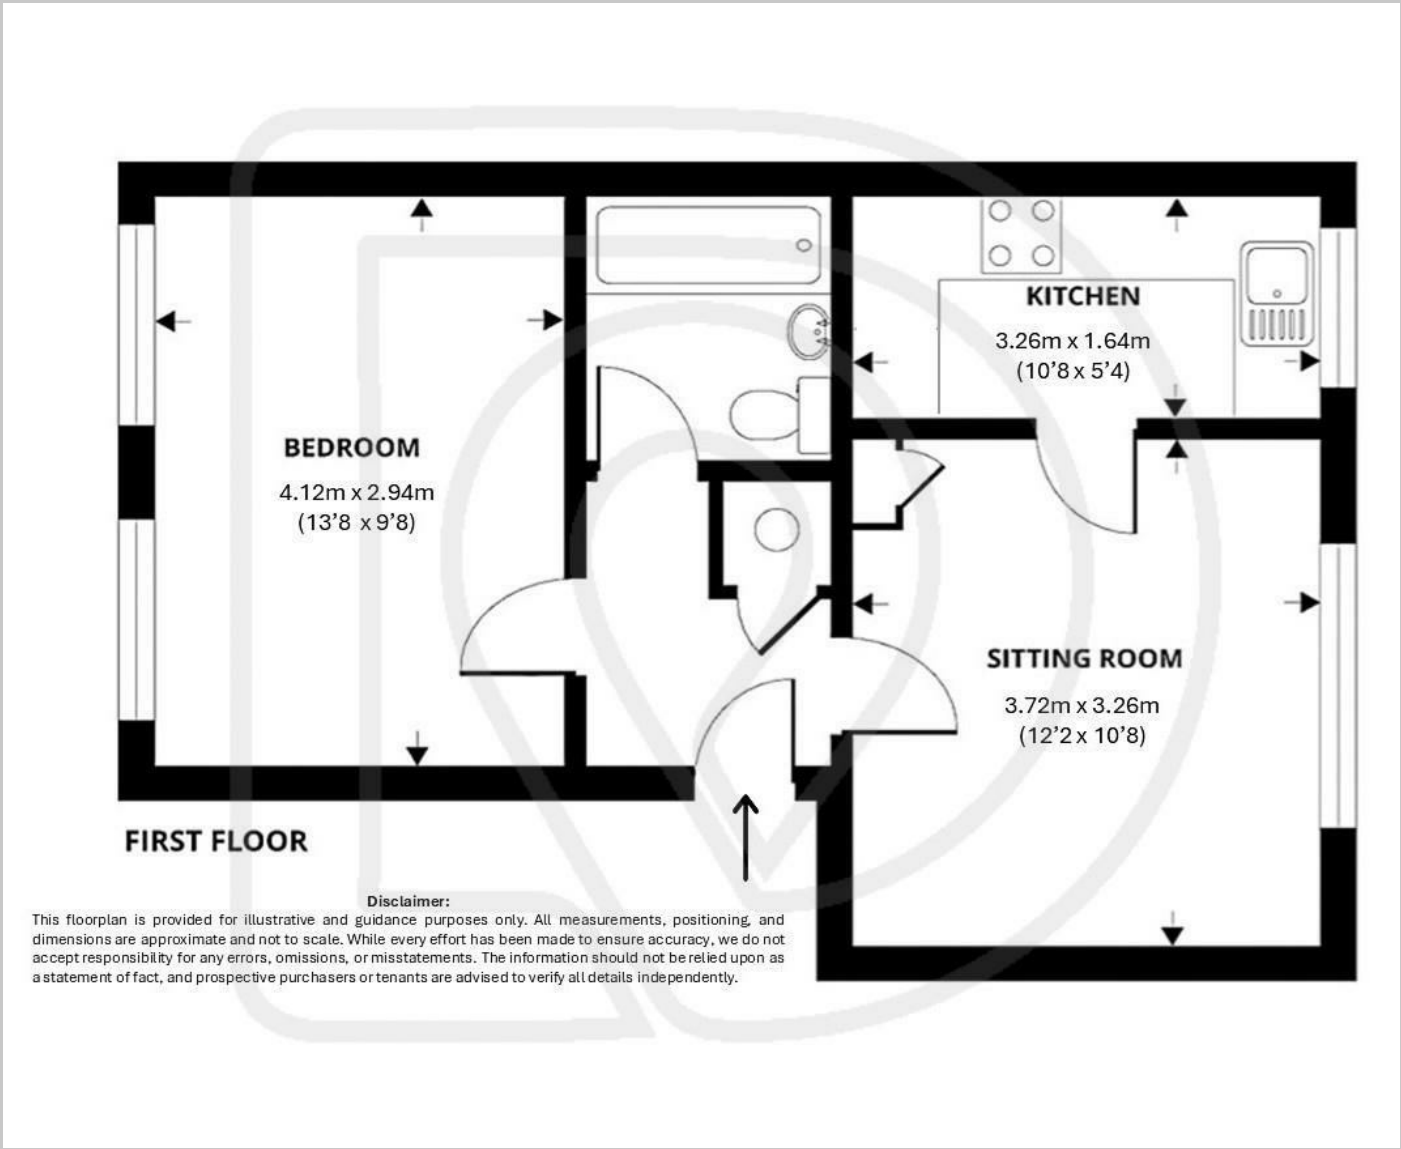 KITCHEN
3.26m x 1.64m
(10’8 x 5’4)
BEDROOM
4.12m x 2.94m
(13’8 x 9’8)
SITTING ROOM
3.72m x 3.26m
(12’2 x 10’8)
FIRST FLOOR
Disclaimer:
This floorplan is provided for illustrative and guidance purposes only. All measurements, positioning, and
dimensions are approximate and not to scale. While every effort has been made to ensure accuracy, we do not
accept responsibility for any errors, omissions, or misstatements. The information should not be relied upon as
a statement of fact, and prospective purchasers or tenants are advised to verify all details independently.